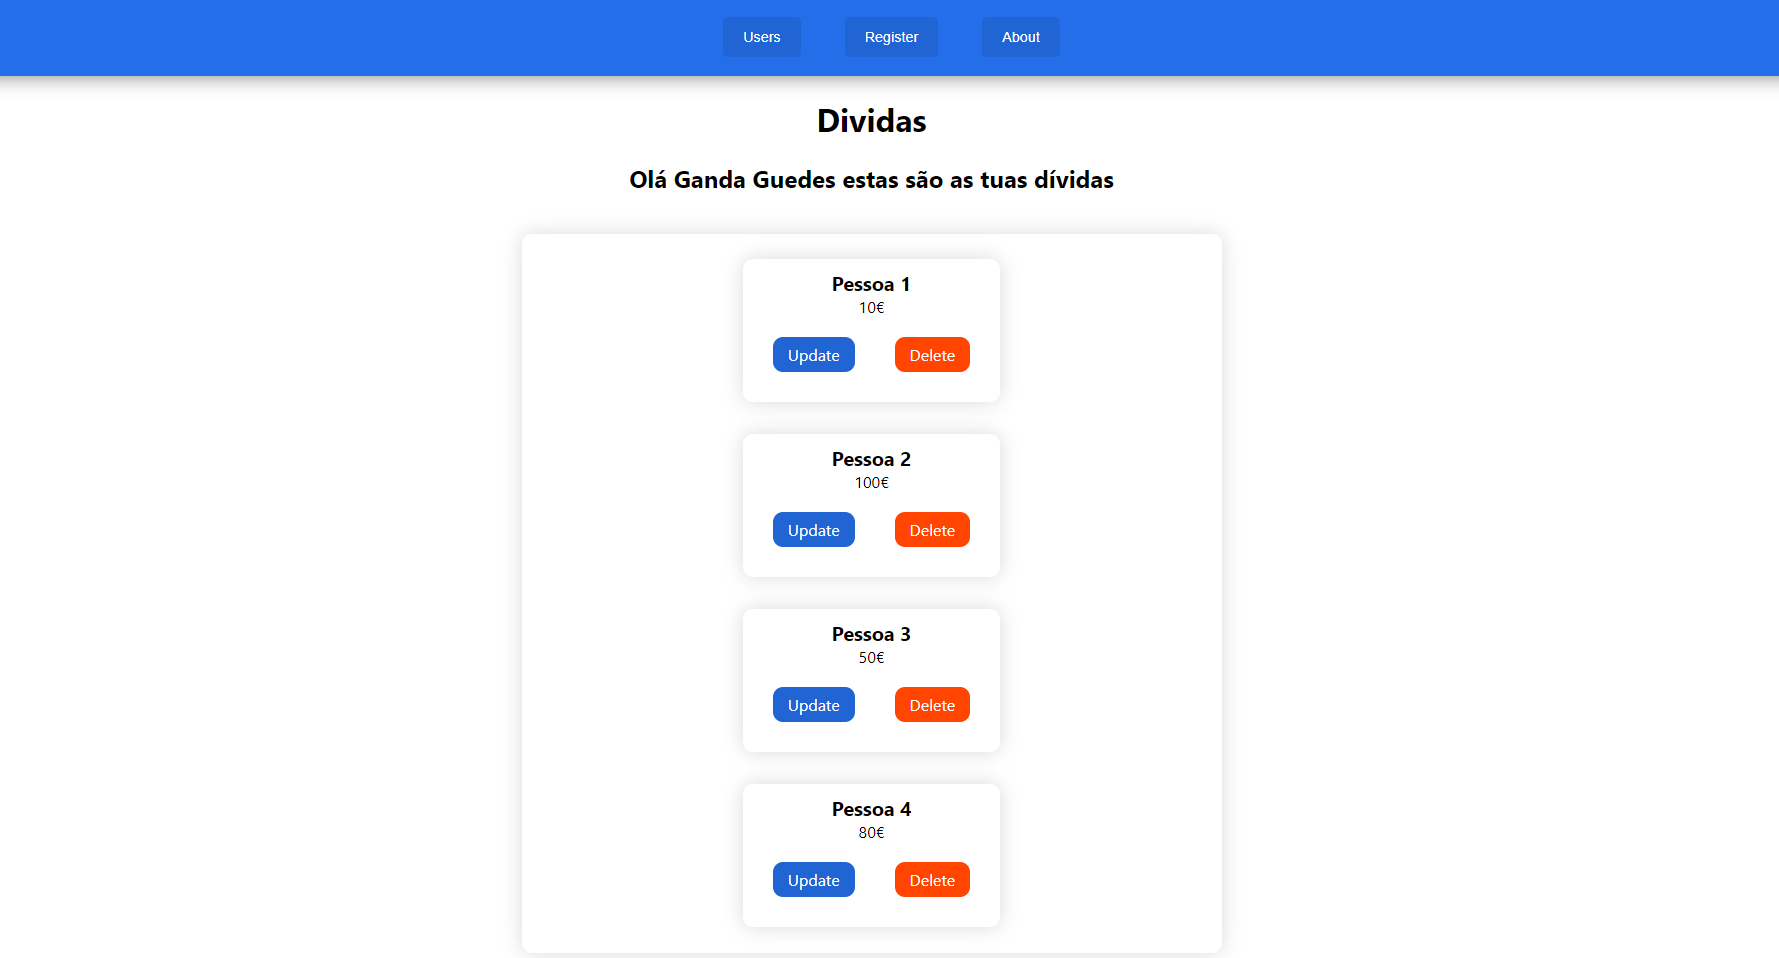 Users Register About
Dividas
Olá Ganda Guedes estas são as tuas dívidas
Pessoa 1
10€
Update Delete
Pessoa 2
100€
Update Delete
Pessoa 3
50€
Update Delete
Pessoa 4
80€
Update Delete